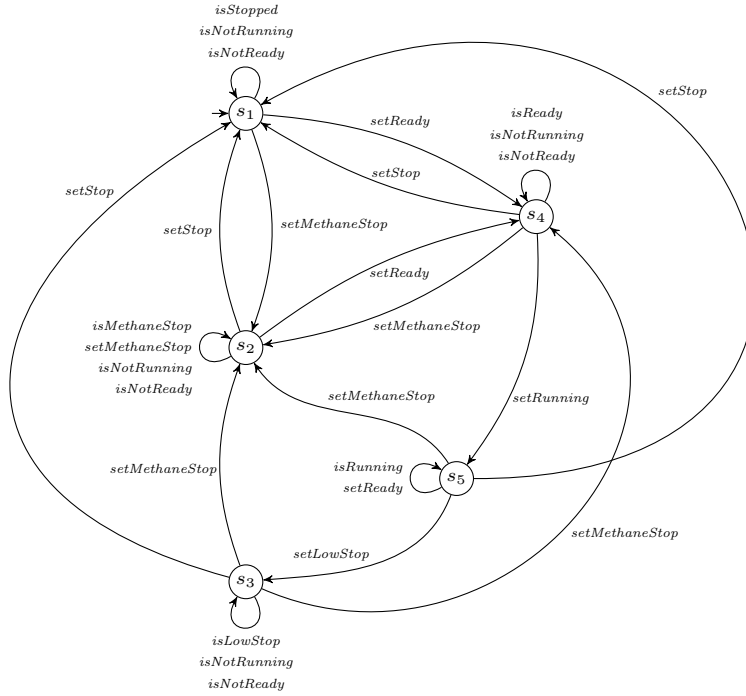 isStopped
isNotRunning
isNotReady
s1
setReady
setStop
isReady
isNotRunning
isNotReady
setStop
s4
setStop
setStop
setMethaneStop
setReady
isMethaneStop
setMethaneStop
isNotRunning
isNotReady
s2
setMethaneStop
setMethaneStop
setRunning
isRunning
setReady
s5
setMethaneStop
setLowStop
setMethaneStop
s3
isLowStop
isNotRunning
isNotReady